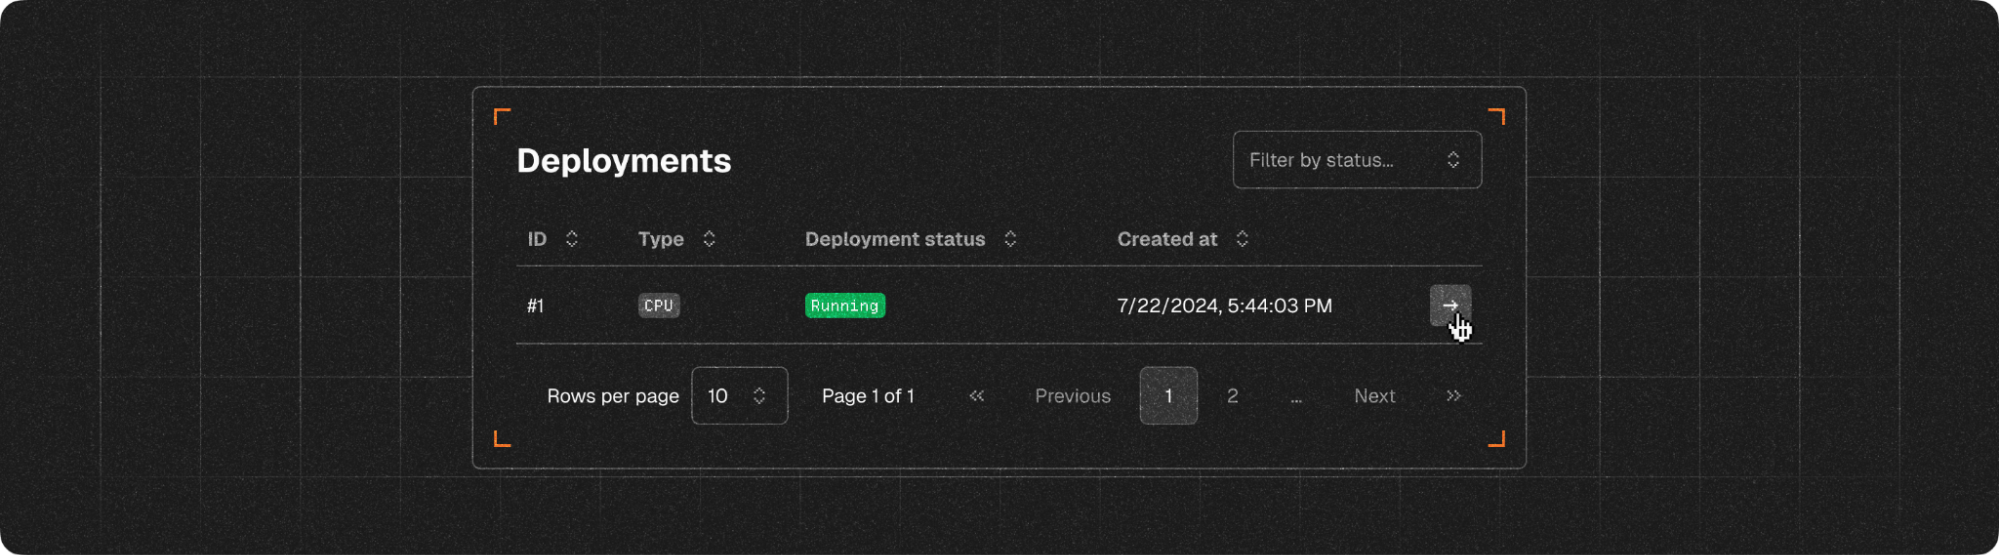 Deployments
Filter by status...
ID Type Deployment status Created at
#1 CPU Running 7/22/2024, 5:44:03 PM
Rows per page 10 Page 1 of 1 Previous 1 2 ... Next